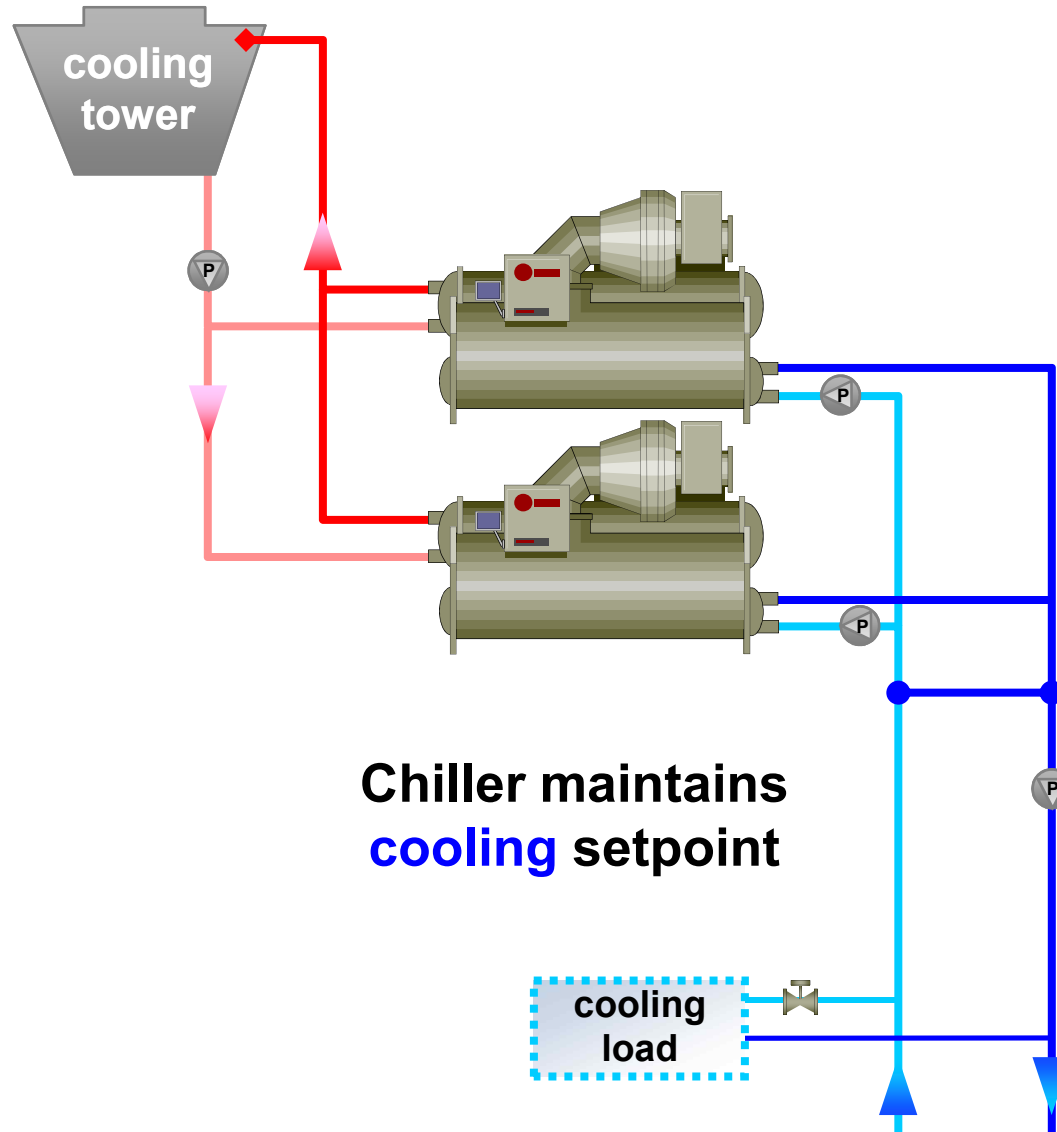 cooling
tower
P
P
P
P
Chiller maintains
cooling setpoint
cooling
load